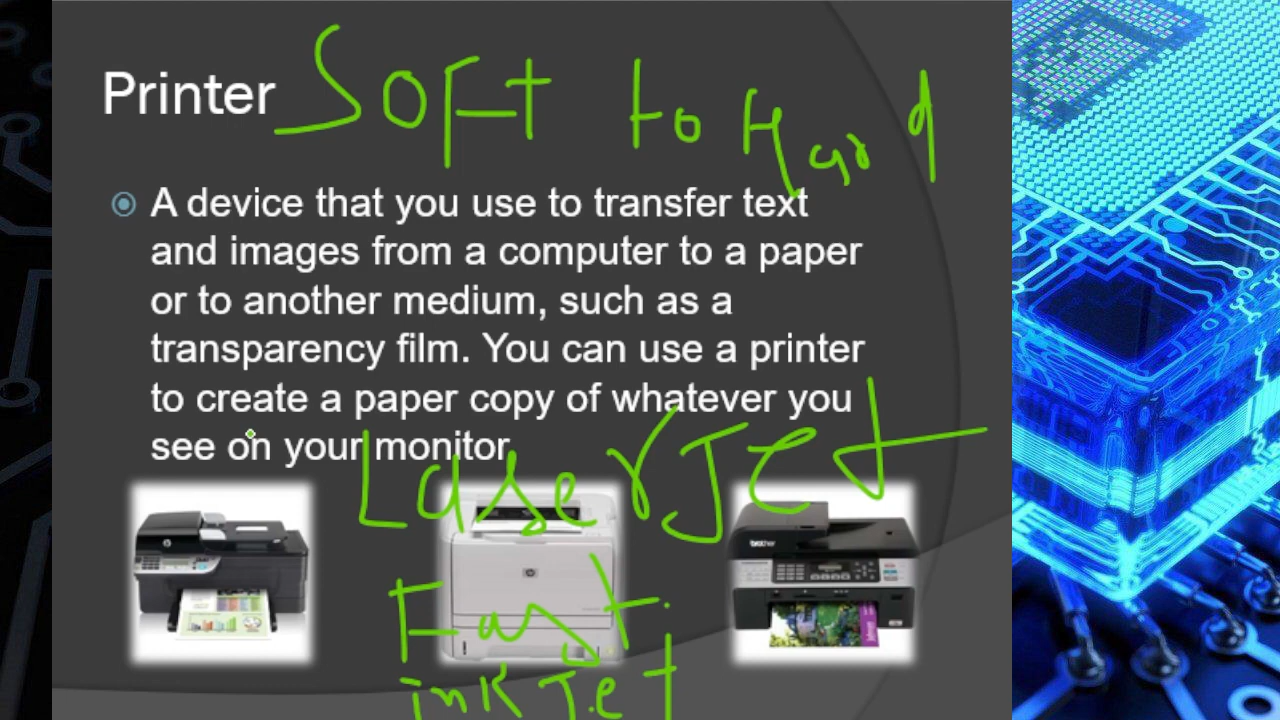 Printer SOFT to Hard
A device that you use to transfer text
and images from a computer to a paper
or to another medium, such as a
transparency film. You can use a printer
to create a paper copy of whatever you
see on your monitor.
LaserJet
hp
brother
Fast.
inkJet